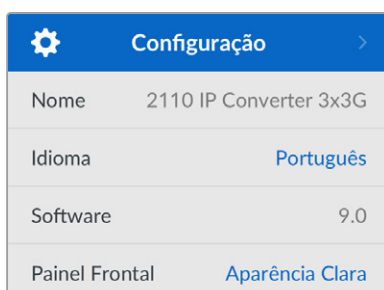 Configuração
Nome 2110 IP Converter 3x3G
Idioma Português
Software 9.0
Painel Frontal Aparência Clara